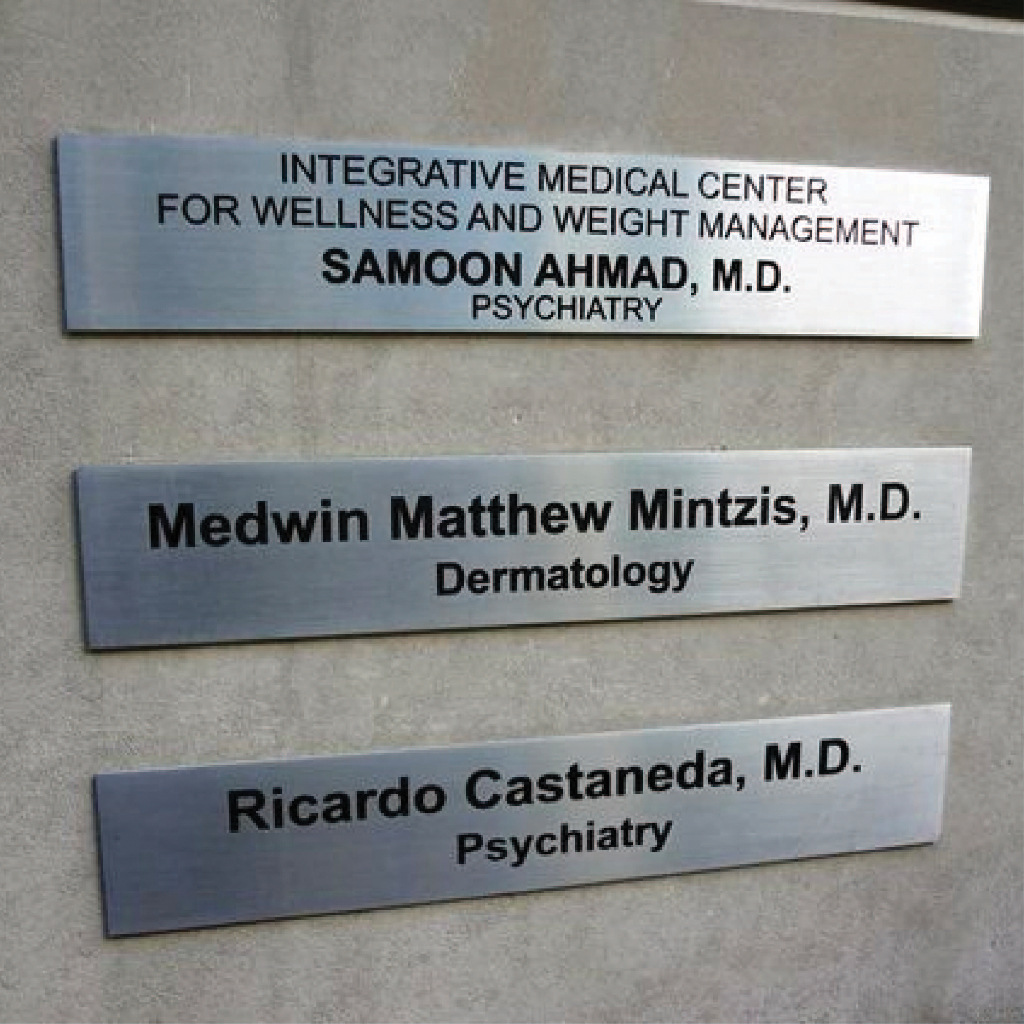 INTEGRATIVE MEDICAL CENTER
FOR WELLNESS AND WEIGHT MANAGEMENT
SAMOON AHMAD, M.D.
PSYCHIATRY
Medwin Matthew Mintzis, M.D.
Dermatology
Ricardo Castaneda, M.D.
Psychiatry